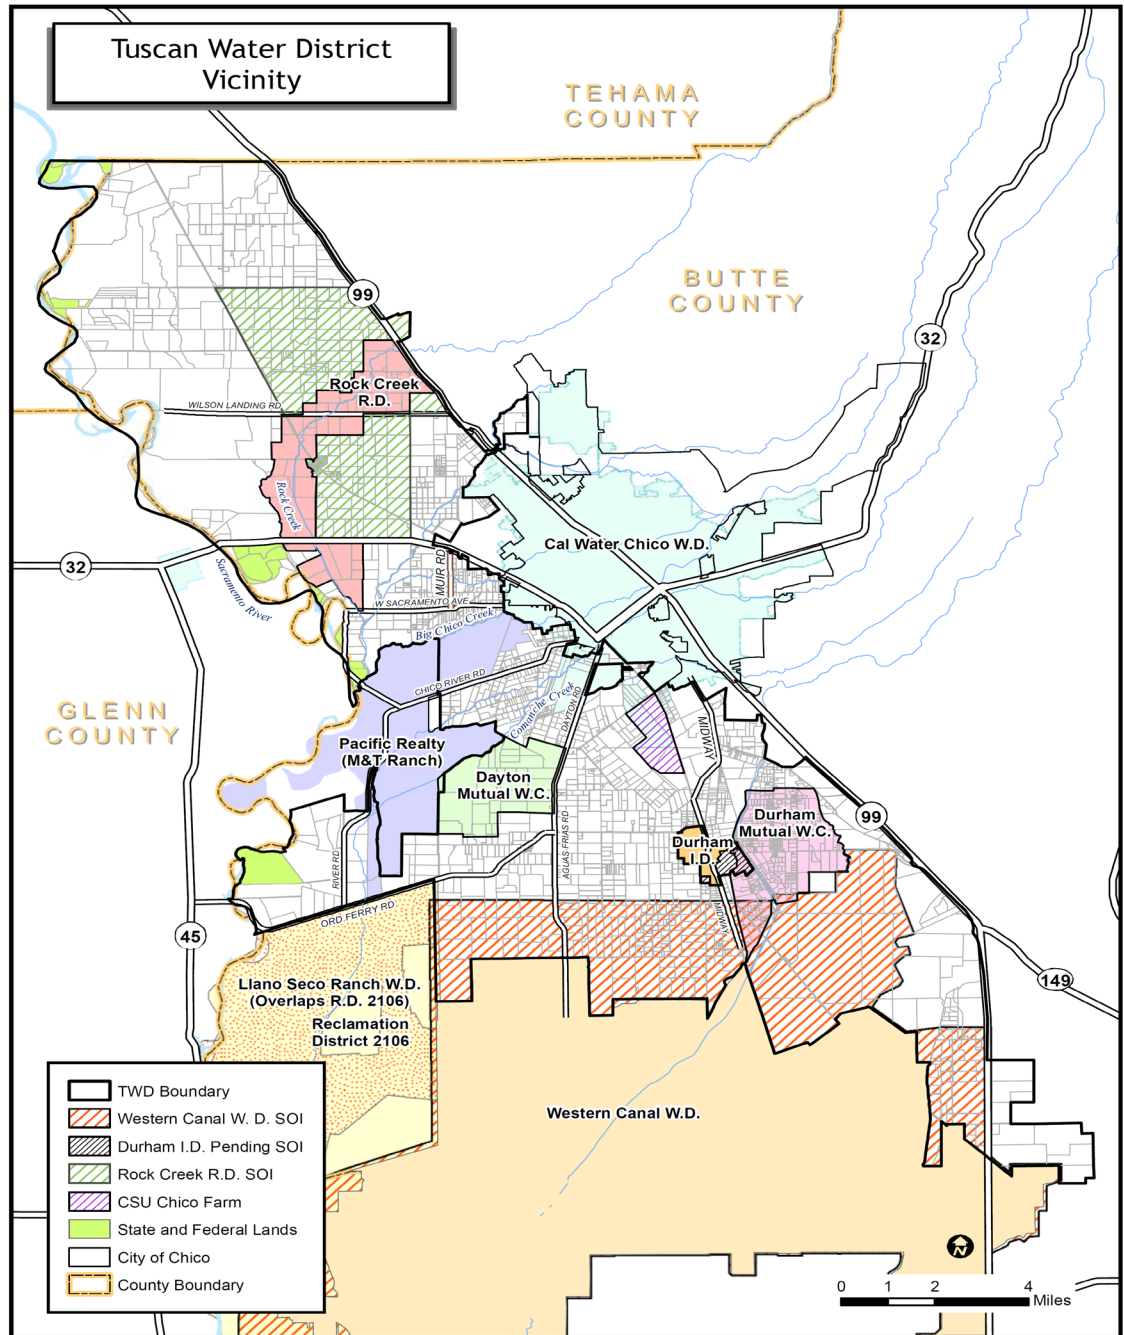 Tuscan Water District
Vicinity
TEHAMA
COUNTY
BUTTE
COUNTY
99
32
Rock Creek
R.D.
WILSON LANDING RD
Rock Creek
Cal Water Chico W.D.
32
MUIR RD
Sacramento River
W SACRAMENTO AVE
Big Chico Creek
CHICO RIVER RD
Comanche Creek
DAYTON RD
GLENN
COUNTY
MIDWAY
Pacific Realty
(M&T Ranch)
Dayton
Mutual W.C.
99
Durham
Mutual W.C.
Durham
I.D.
AGUAS FRIAS RD
RIVER RD
ORD FERRY RD
MIDWAY
45
149
Llano Seco Ranch W.D.
(Overlaps R.D. 2106)
Reclamation
District 2106
Western Canal W.D.
TWD Boundary
Western Canal W. D. SOI
Durham I.D. Pending SOI
Rock Creek R.D. SOI
CSU Chico Farm
State and Federal Lands
City of Chico
County Boundary
N
0 1 2 4
Miles